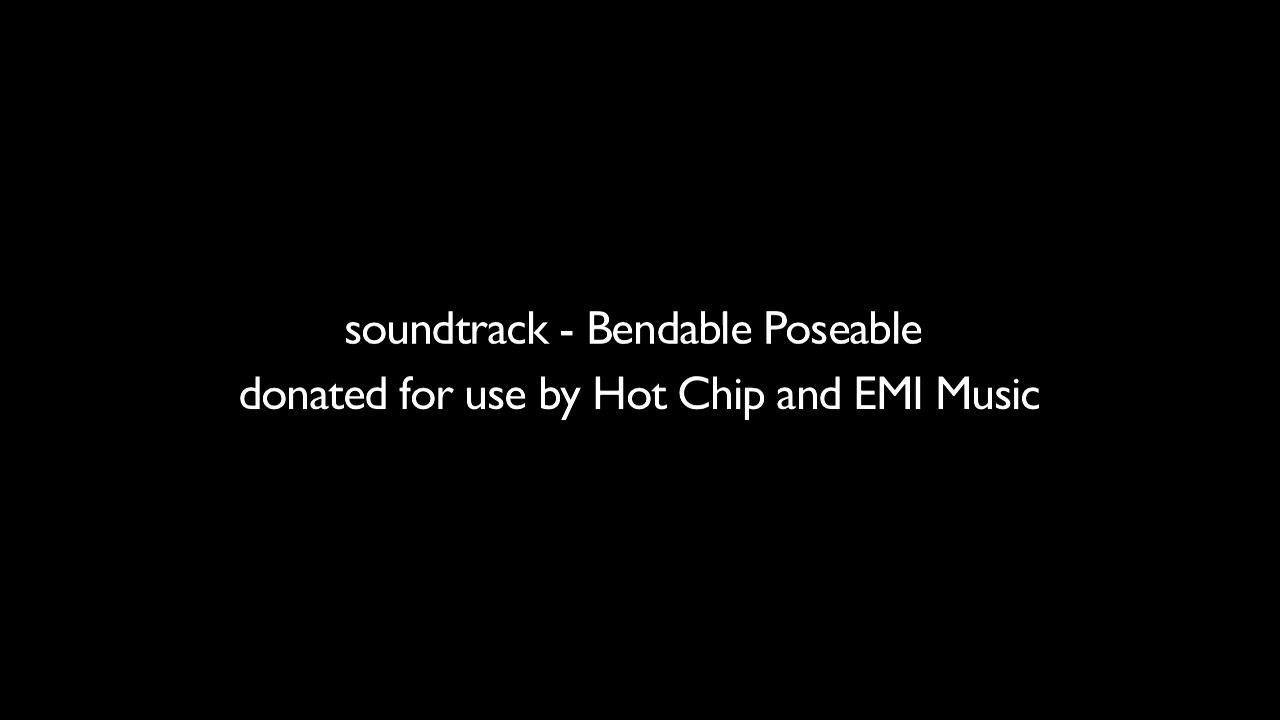 soundtrack - Bendable Poseable
donated for use by Hot Chip and EMI Music